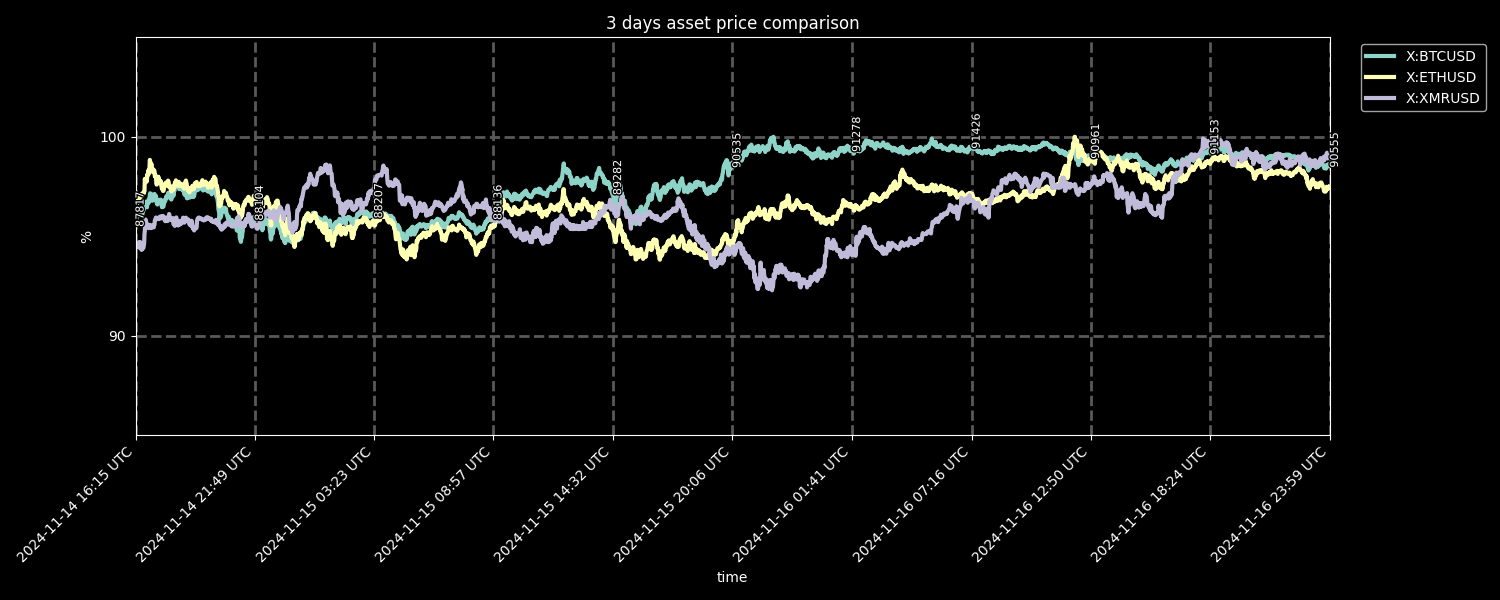 3 days asset price comparison
X:BTCUSD
X:ETHUSD
X:XMRUSD
100
90
%
88104
88207
88136
89282
90535
91278
91426
90961
91153
90555
2024-11-14 16:15 UTC
2024-11-14 21:49 UTC
2024-11-15 03:23 UTC
2024-11-15 08:57 UTC
2024-11-15 14:32 UTC
2024-11-15 20:06 UTC
2024-11-16 01:41 UTC
2024-11-16 07:16 UTC
2024-11-16 12:50 UTC
2024-11-16 18:24 UTC
2024-11-16 23:59 UTC
time